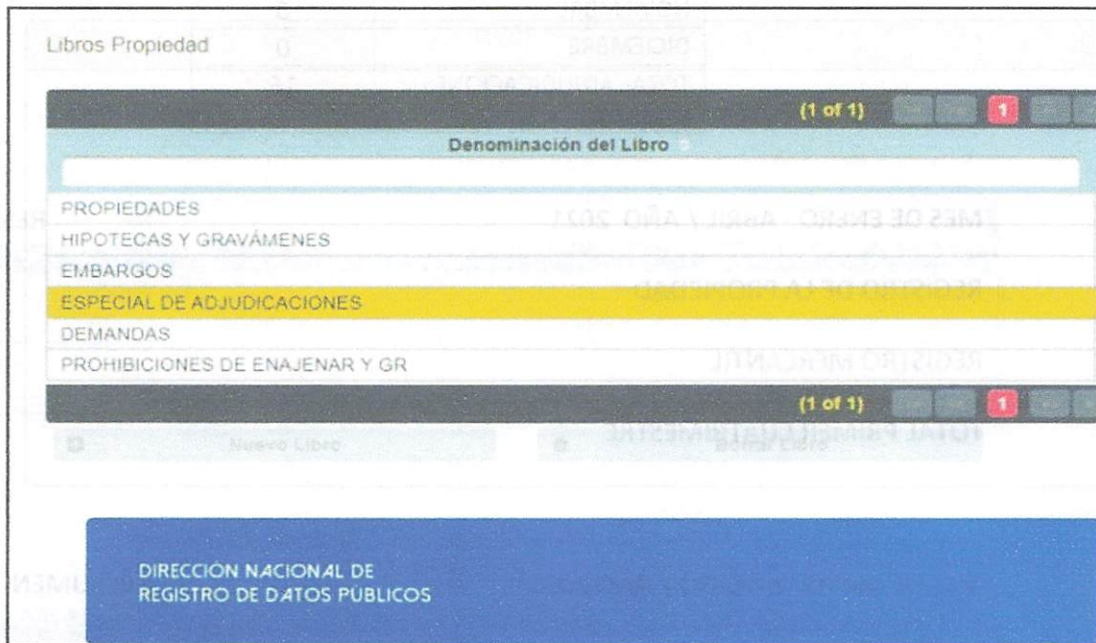 Libros Propiedad
(1 of 1) 1
Denominación del Libro
PROPIEDADES
HIPOTECAS Y GRAVÁMENES
EMBARGOS
ESPECIAL DE ADJUDICACIONES
DEMANDAS
PROHIBICIONES DE ENAJENAR Y GR
(1 of 1) 1
Nuevo Libro
Borrar Libro
DIRECCIÓN NACIONAL DE
REGISTRO DE DATOS PÚBLICOS